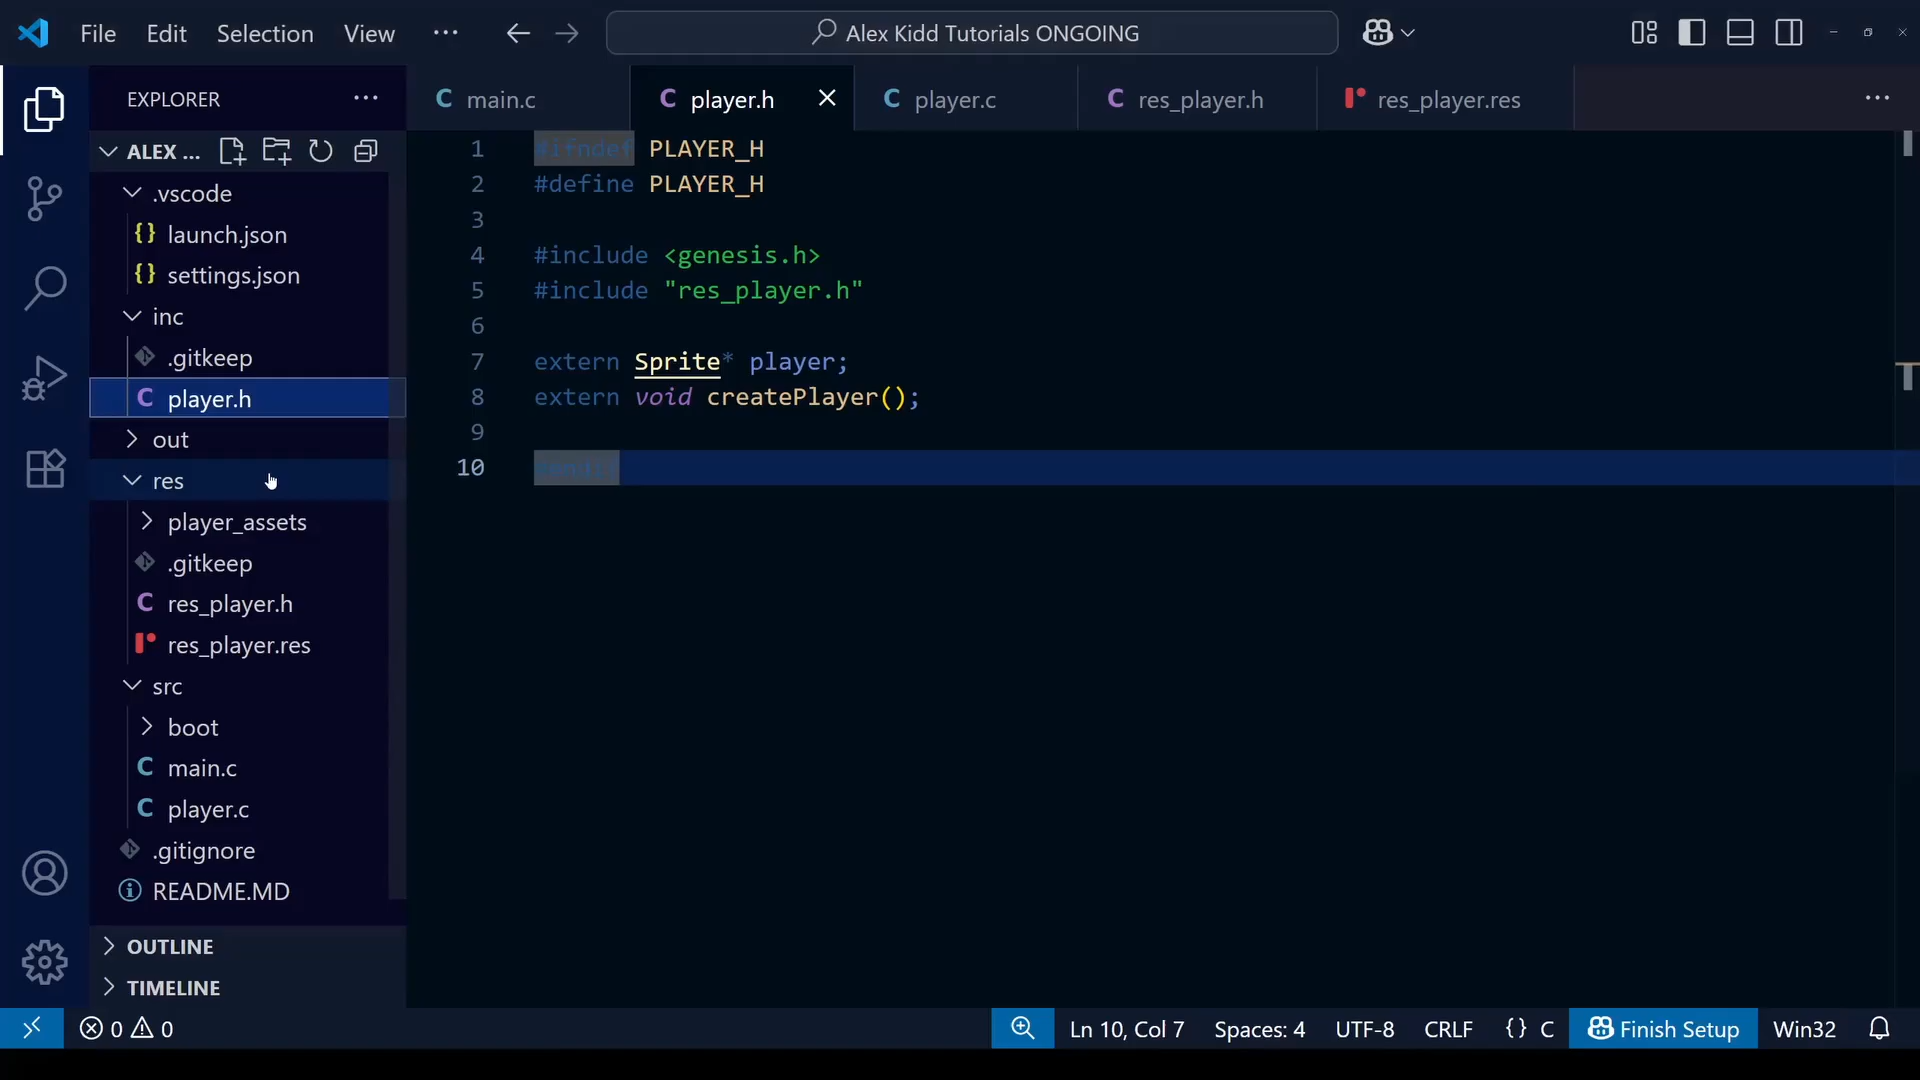 File Edit Selection View ··· Alex Kidd Tutorials ONGOING
EXPLORER
main.c player.h player.c res_player.h res_player.res
ALEX ...
.vscode
launch.json
settings.json
inc
.gitkeep
player.h
out
res
player_assets
.gitkeep
res_player.h
res_player.res
src
boot
main.c
player.c
.gitignore
README.MD
OUTLINE
TIMELINE
1 #ifndef PLAYER_H
2 #define PLAYER_H
3
4 #include <genesis.h>
5 #include "res_player.h"
6
7 extern Sprite* player;
8 extern void createPlayer();
9
10 #endif
0 0 Ln 10, Col 7 Spaces: 4 UTF-8 CRLF {} C Finish Setup Win32